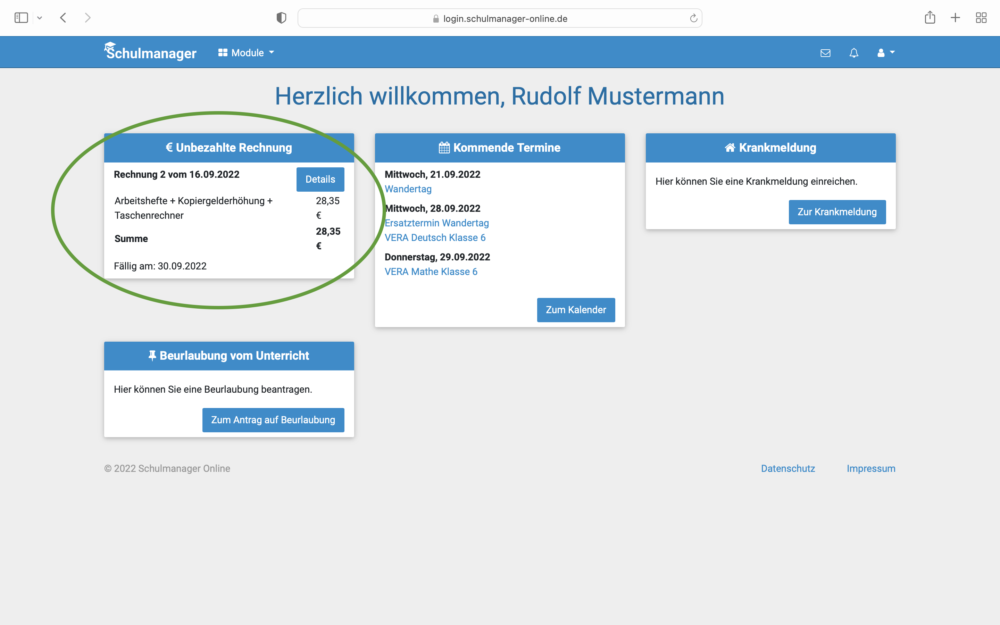 login.schulmanager-online.de
Schulmanager
Module
Herzlich willkommen, Rudolf Mustermann
€ Unbezahlte Rechnung
Rechnung 2 vom 16.09.2022
Details
Arbeitshefte + Kopiergelderhöhung +
Taschenrechner
28,35
€
Summe
28,35
€
Fällig am: 30.09.2022
Kommende Termine
Mittwoch, 21.09.2022
Wandertag
Mittwoch, 28.09.2022
Ersatztermin Wandertag
VERA Deutsch Klasse 6
Donnerstag, 29.09.2022
VERA Mathe Klasse 6
Zum Kalender
Krankmeldung
Hier können Sie eine Krankmeldung einreichen.
Zur Krankmeldung
Beurlaubung vom Unterricht
Hier können Sie eine Beurlaubung beantragen.
Zum Antrag auf Beurlaubung
© 2022 Schulmanager Online
Datenschutz
Impressum